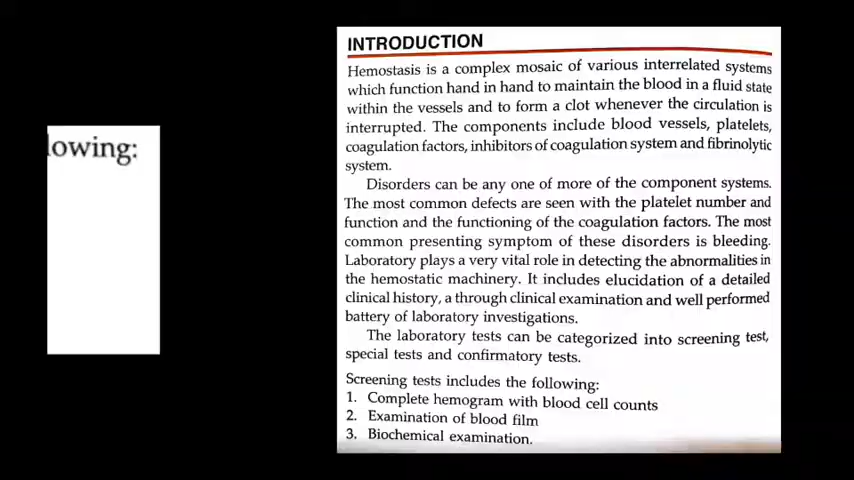 lowing:
INTRODUCTION
Hemostasis is a complex mosaic of various interrelated systems
which function hand in hand to maintain the blood in a fluid state
within the vessels and to form a clot whenever the circulation is
interrupted. The components include blood vessels, platelets,
coagulation factors, inhibitors of coagulation system and fibrinolytic
system.
Disorders can be any one of more of the component systems.
The most common defects are seen with the platelet number and
function and the functioning of the coagulation factors. The most
common presenting symptom of these disorders is bleeding.
Laboratory plays a very vital role in detecting the abnormalities in
the hemostatic machinery. It includes elucidation of a detailed
clinical history, a through clinical examination and well performed
battery of laboratory investigations.
The laboratory tests can be categorized into screening test,
special tests and confirmatory tests.
Screening tests includes the following:
1. Complete hemogram with blood cell counts
2. Examination of blood film
3. Biochemical examination.